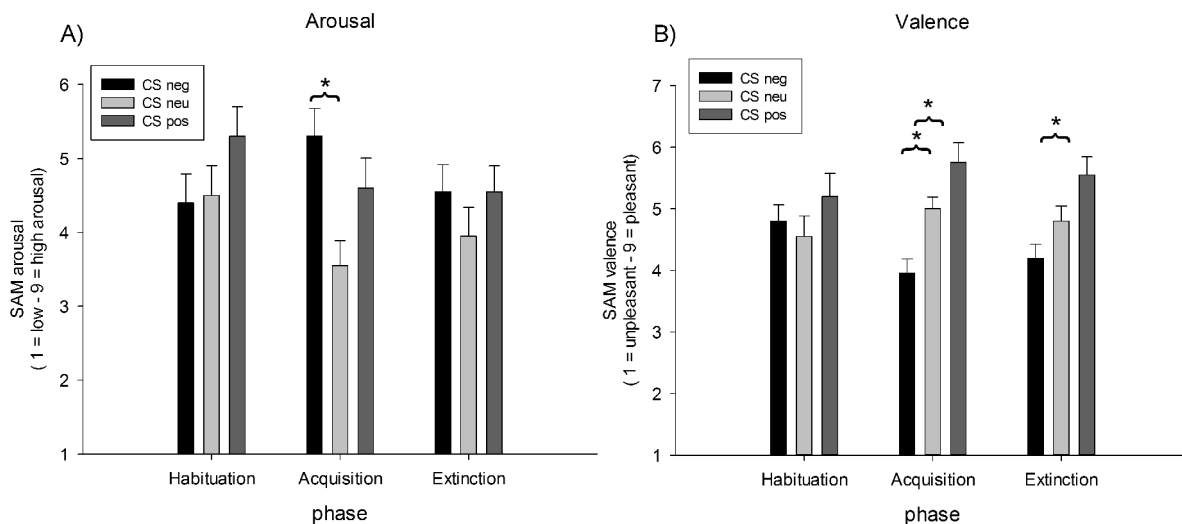 A)
Arousal
CS neg
CS neu
CS pos
*
6
5
4
3
2
1
SAM arousal
( 1 = low - 9 = high arousal)
Habituation
Acquisition
Extinction
phase
B)
Valence
CS neg
CS neu
CS pos
*
*
*
7
6
5
4
3
2
1
SAM valence
( 1 = unpleasant - 9 = pleasant)
Habituation
Acquisition
Extinction
phase